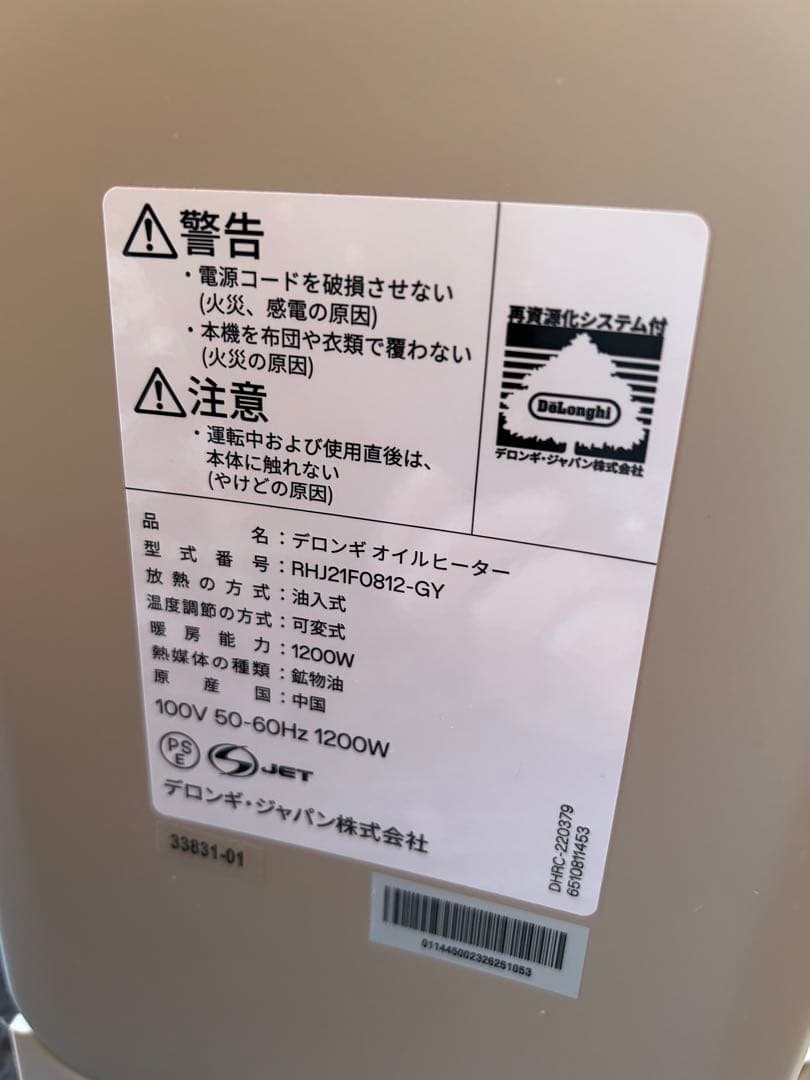 警告
・電源コードを破損させない
(火災、感電の原因)
・本機を布団や衣類で覆わない
(火災の原因)
注意
・運転中および使用直後は、
本体に触れない
(やけどの原因)
再資源化システム付
DeLonghi
デロンギ・ジャパン株式会社
品名：デロンギ オイルヒーター
型式番号：RHJ21F0812-GY
放熱の方式：油入式
温度調節の方式：可変式
暖房能力：1200W
熱媒体の種類：鉱物油
原産国：中国
100V 50-60Hz 1200W
PSE
S JET
デロンギ・ジャパン株式会社
DHRC-220379
6510811453
33831-01
011445002326261053